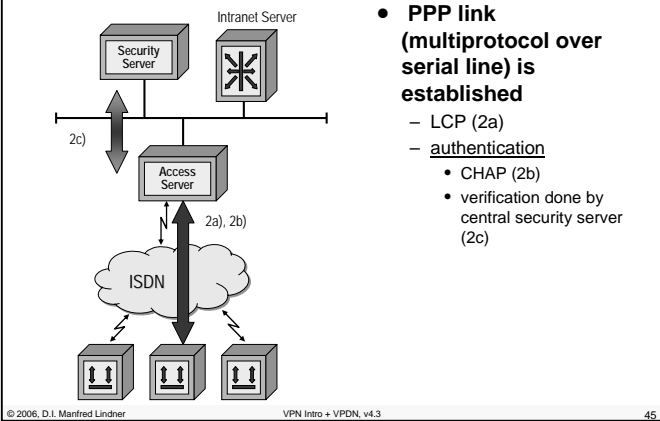 Intranet Server
Security
Server
2c)
Access
Server
2a), 2b)
ISDN
• PPP link
(multiprotocol over
serial line) is
established
– LCP (2a)
– authentication
• CHAP (2b)
• verification done by
central security server
(2c)
© 2006, D.I. Manfred Lindner
VPN Intro + VPDN, v4.3
45